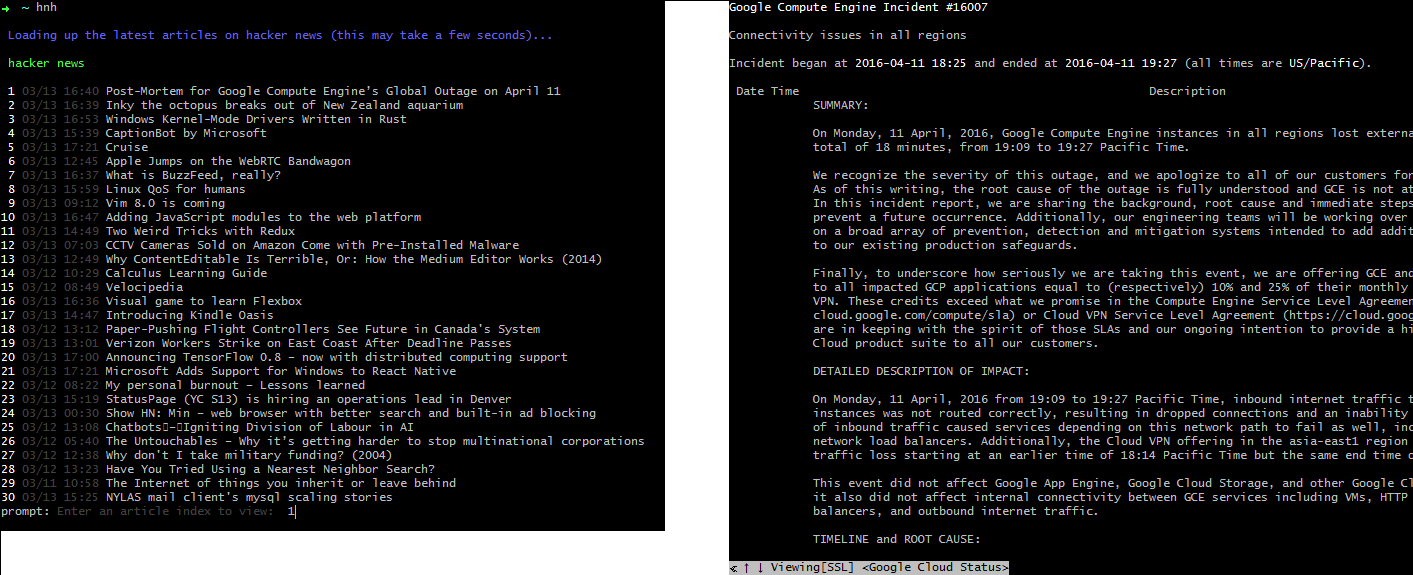 → ~ hnh
Loading up the latest articles on hacker news (this may take a few seconds)...
hacker news
1 03/13 16:40 Post-Mortem for Google Compute Engine's Global Outage on April 11
2 03/13 16:39 Inky the octopus breaks out of New Zealand aquarium
3 03/13 16:53 Windows Kernel-Mode Drivers Written in Rust
4 03/13 15:39 CaptionBot by Microsoft
5 03/13 17:21 Cruise
6 03/13 12:45 Apple Jumps on the WebRTC Bandwagon
7 03/13 16:37 What is BuzzFeed, really?
8 03/13 15:59 Linux QoS for humans
9 03/13 09:12 Vim 8.0 is coming
10 03/13 16:47 Adding JavaScript modules to the web platform
11 03/13 14:49 Two Weird Tricks with Redux
12 03/13 07:03 CCTV Cameras Sold on Amazon Come with Pre-Installed Malware
13 03/13 12:49 Why ContentEditable Is Terrible, Or: How the Medium Editor Works (2014)
14 03/12 10:29 Calculus Learning Guide
15 03/12 08:49 Velocipedia
16 03/13 16:36 Visual game to learn Flexbox
17 03/13 14:47 Introducing Kindle Oasis
18 03/12 13:12 Paper-Pushing Flight Controllers See Future in Canada's System
19 03/13 13:01 Verizon Workers Strike on East Coast After Deadline Passes
20 03/13 17:00 Announcing TensorFlow 0.8 – now with distributed computing support
21 03/13 17:21 Microsoft Adds Support for Windows to React Native
22 03/12 08:22 My personal burnout – Lessons learned
23 03/13 15:19 StatusPage (YC S13) is hiring an operations lead in Denver
24 03/13 00:30 Show HN: Min – web browser with better search and built-in ad blocking
25 03/12 13:08 Chatbots – Igniting Division of Labour in AI
26 03/12 05:40 The Untouchables – Why it's getting harder to stop multinational corporations
27 03/12 12:38 Why don't I take military funding? (2004)
28 03/12 13:23 Have You Tried Using a Nearest Neighbor Search?
29 03/11 10:58 The Internet of things you inherit or leave behind
30 03/13 15:25 NYLAS mail client's mysql scaling stories
prompt: Enter an article index to view: 1
Google Compute Engine Incident #16007
Connectivity issues in all regions
Incident began at 2016-04-11 18:25 and ended at 2016-04-11 19:27 (all times are US/Pacific).
Date Time Description
SUMMARY:
On Monday, 11 April, 2016, Google Compute Engine instances in all regions lost externa
total of 18 minutes, from 19:09 to 19:27 Pacific Time.
We recognize the severity of this outage, and we apologize to all of our customers for
As of this writing, the root cause of the outage is fully understood and GCE is not at
In this incident report, we are sharing the background, root cause and immediate steps
prevent a future occurrence. Additionally, our engineering teams will be working over
on a broad array of prevention, detection and mitigation systems intended to add addit
to our existing production safeguards.
Finally, to underscore how seriously we are taking this event, we are offering GCE and
to all impacted GCP applications equal to (respectively) 10% and 25% of their monthly
VPN. These credits exceed what we promise in the Compute Engine Service Level Agreemen
cloud.google.com/compute/sla) or Cloud VPN Service Level Agreement (https://cloud.goog
are in keeping with the spirit of those SLAs and our ongoing intention to provide a hi
Cloud product suite to all our customers.
DETAILED DESCRIPTION OF IMPACT:
On Monday, 11 April, 2016 from 19:09 to 19:27 Pacific Time, inbound internet traffic t
instances was not routed correctly, resulting in dropped connections and an inability
of inbound traffic caused services depending on this network path to fail as well, inc
network load balancers. Additionally, the Cloud VPN offering in the asia-east1 region
traffic loss starting at an earlier time of 18:14 Pacific Time but the same end time o
This event did not affect Google App Engine, Google Cloud Storage, and other Google Cl
it also did not affect internal connectivity between GCE services including VMs, HTTP
balancers, and outbound internet traffic.
TIMELINE and ROOT CAUSE:
≪ ↑ ↓ Viewing[SSL] <Google Cloud Status>